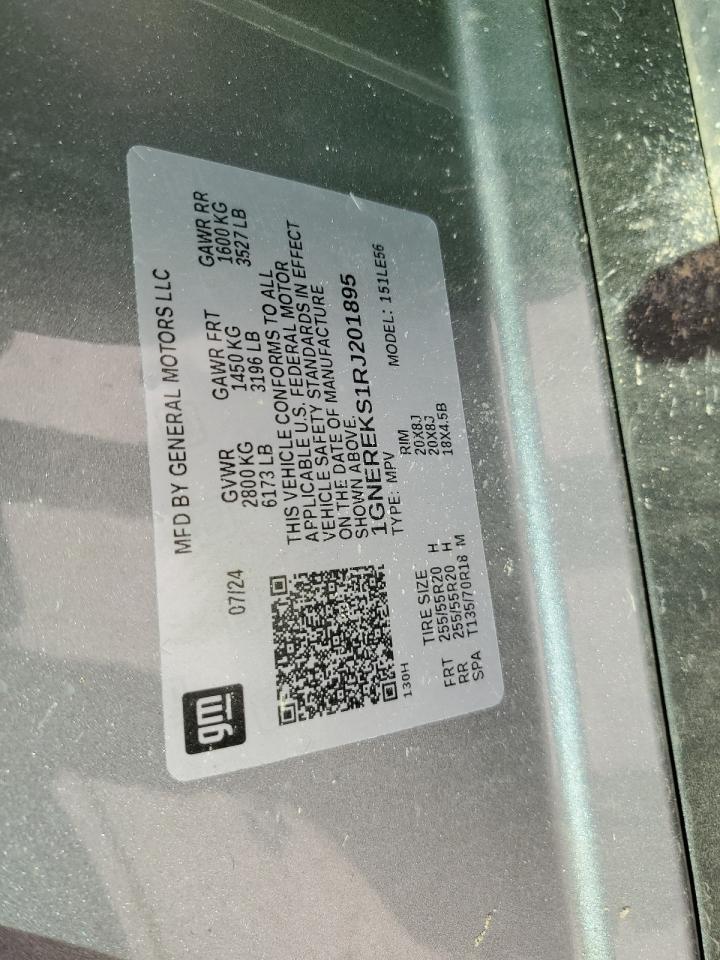 gm
MFD BY GENERAL MOTORS LLC
07/24
GVWR GAWR FRT GAWR RR
2800 KG 1450 KG 1600 KG
6173 LB 3196 LB 3527 LB
THIS VEHICLE CONFORMS TO ALL
APPLICABLE U.S. FEDERAL MOTOR
VEHICLE SAFETY STANDARDS IN EFFECT
ON THE DATE OF MANUFACTURE
SHOWN ABOVE.
1GNEREKS1RJ201895
TYPE: MPV MODEL: 151LE56
130H
TIRE SIZE RIM
FRT 255/55R20 H 20X8J
RR 255/55R20 H 20X8J
SPA T135/70R18 M 18X4.5B